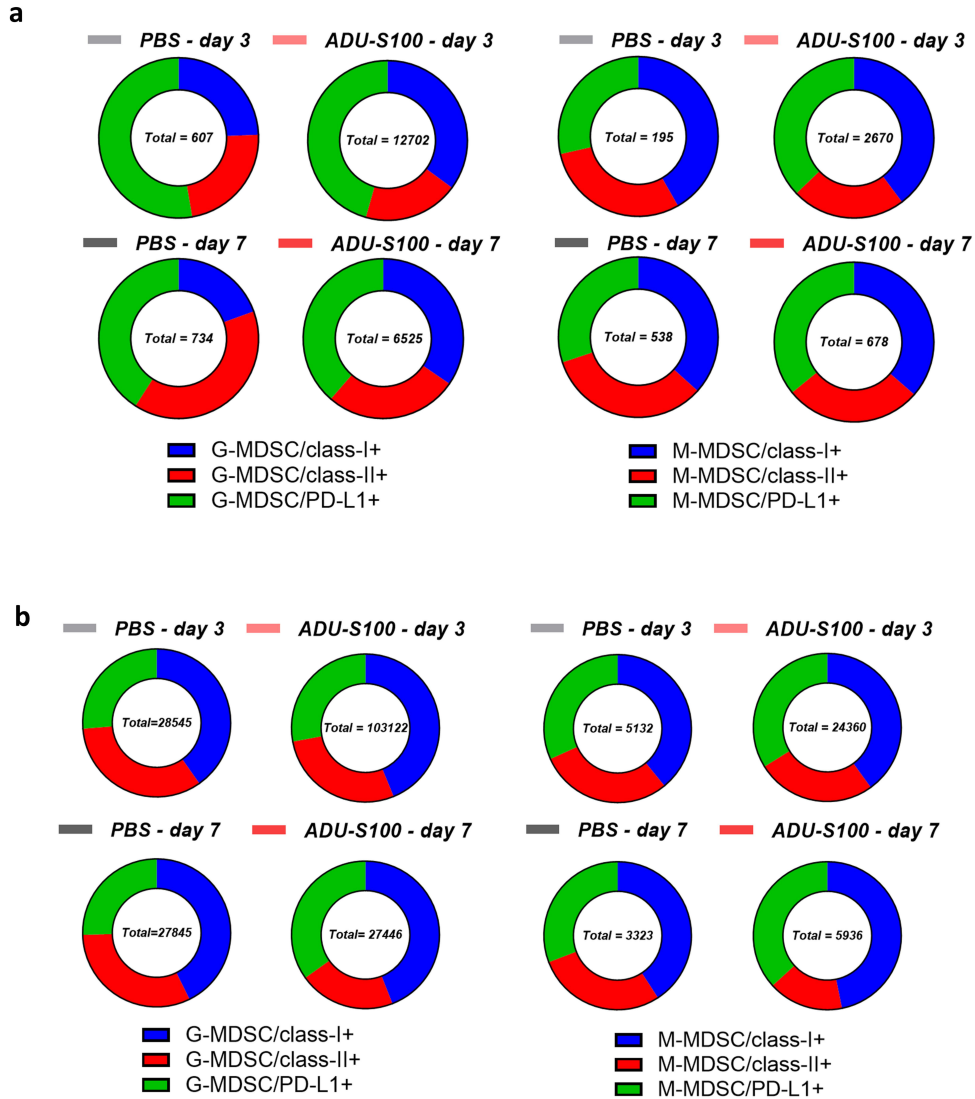 a
PBS - day 3 ADU-S100 - day 3 PBS - day 3 ADU-S100 - day 3
Total = 607 Total = 12702 Total = 195 Total = 2670
PBS - day 7 ADU-S100 - day 7 PBS - day 7 ADU-S100 - day 7
Total = 734 Total = 6525 Total = 538 Total = 678
G-MDSC/class-I+ M-MDSC/class-I+
G-MDSC/class-II+ M-MDSC/class-II+
G-MDSC/PD-L1+ M-MDSC/PD-L1+
b
PBS - day 3 ADU-S100 - day 3 PBS - day 3 ADU-S100 - day 3
Total=28545 Total = 103122 Total = 5132 Total = 24360
PBS - day 7 ADU-S100 - day 7 PBS - day 7 ADU-S100 - day 7
Total=27845 Total= 27446 Total = 3323 Total = 5936
G-MDSC/class-I+ M-MDSC/class-I+
G-MDSC/class-II+ M-MDSC/class-II+
G-MDSC/PD-L1+ M-MDSC/PD-L1+